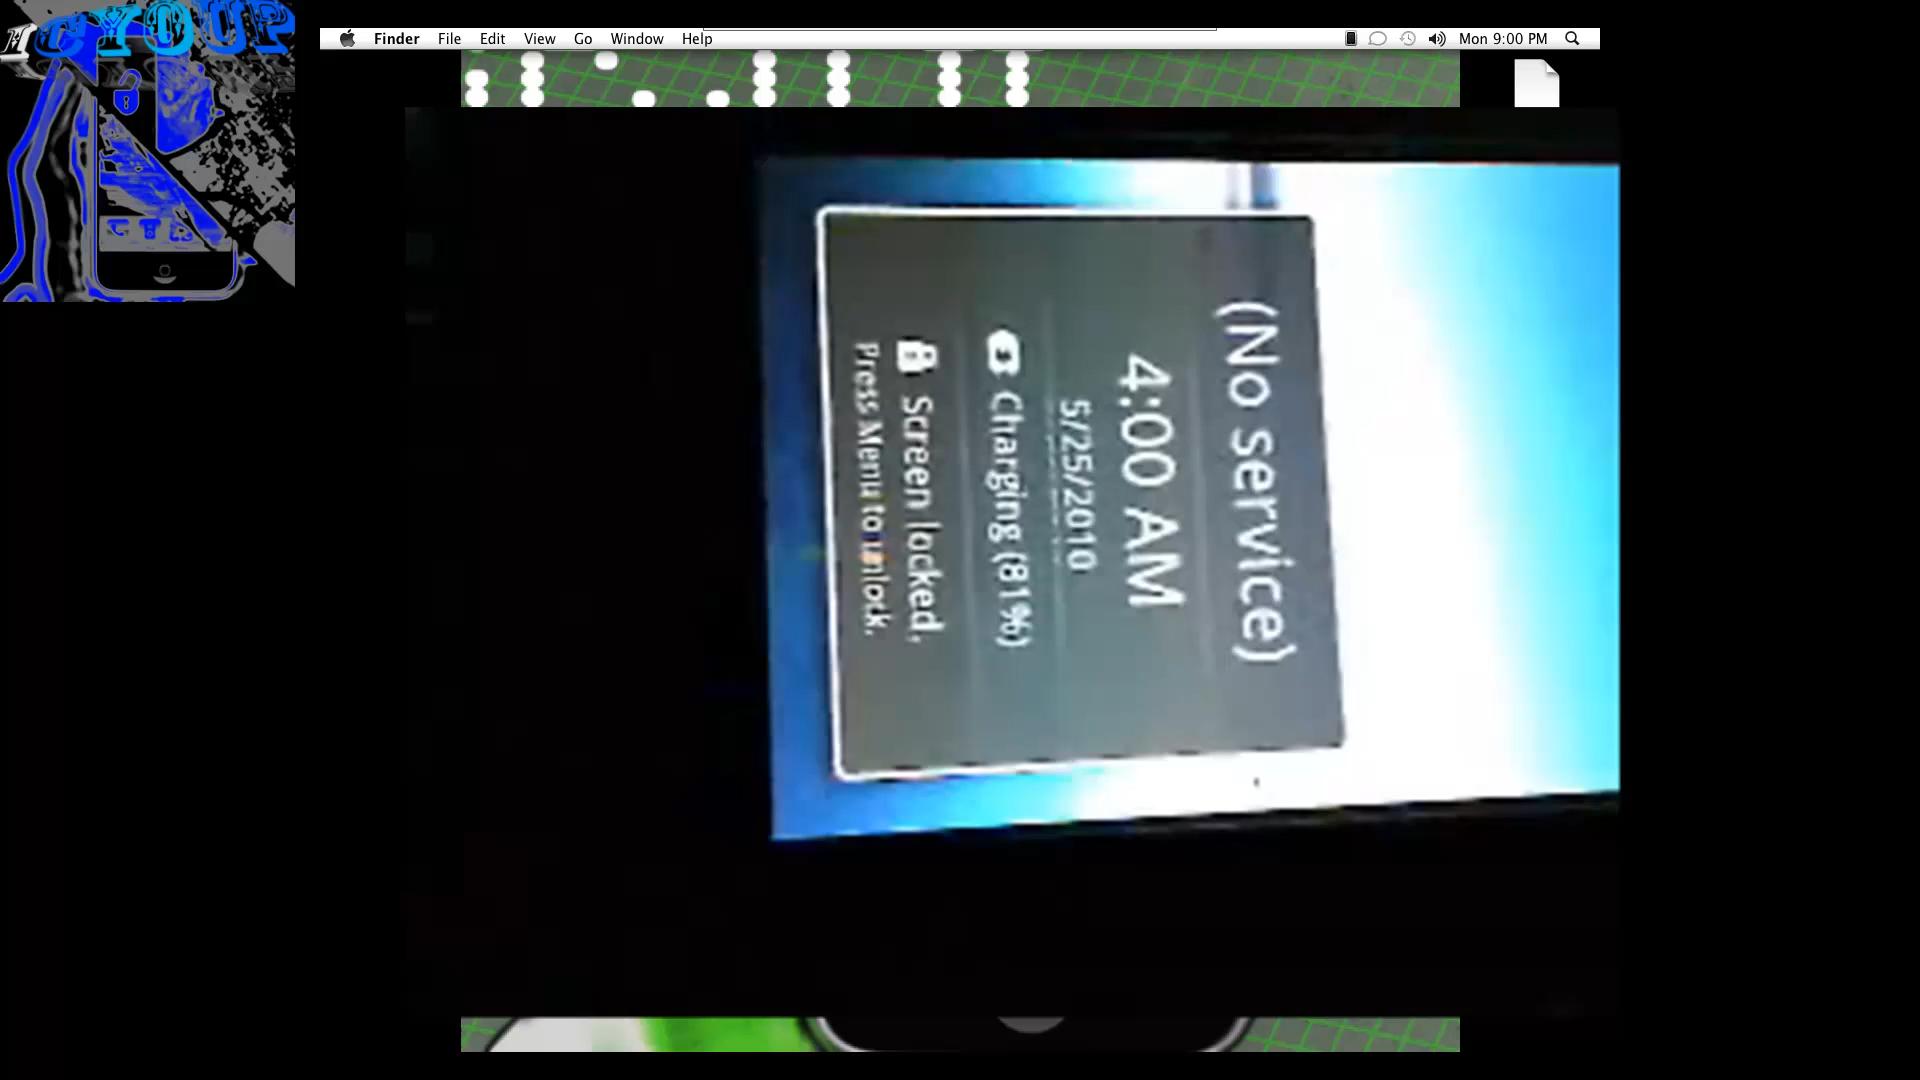 ICYOUP
Finder File Edit View Go Window Help
Mon 9:00 PM
(No service)
4:00 AM
5/25/2010
Charging (81%)
Screen locked.
Press Menu to unlock.